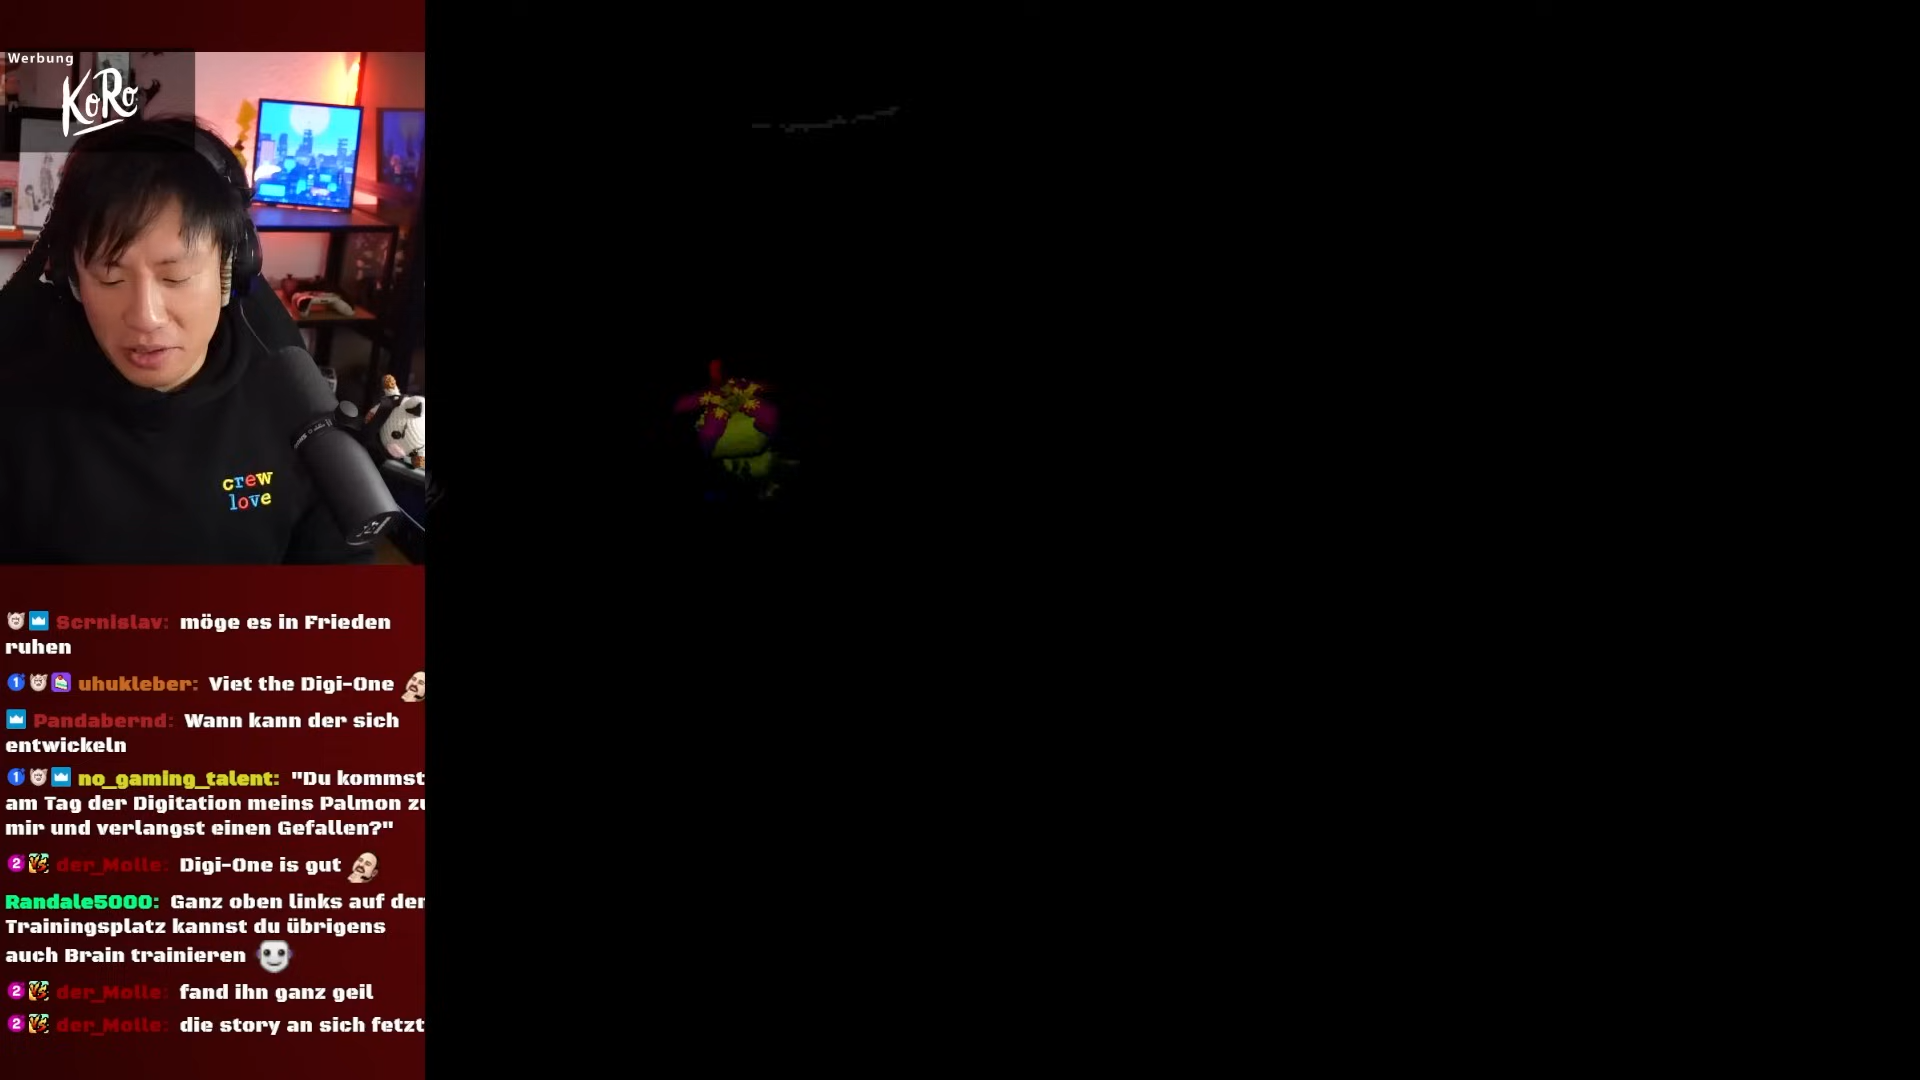 Werbung
KoRo
crew
love
Scrnislav: möge es in Frieden
ruhen
uhukleber: Viet the Digi-One
Pandabernd: Wann kann der sich
entwickeln
no_gaming_talent: "Du kommst
am Tag der Digitation meins Palmon zu
mir und verlangst einen Gefallen?"
der_Molle: Digi-One is gut
Randale5000: Ganz oben links auf der
Trainingsplatz kannst du übrigens
auch Brain trainieren
der_Molle: fand ihn ganz geil
der_Molle: die story an sich fetzt